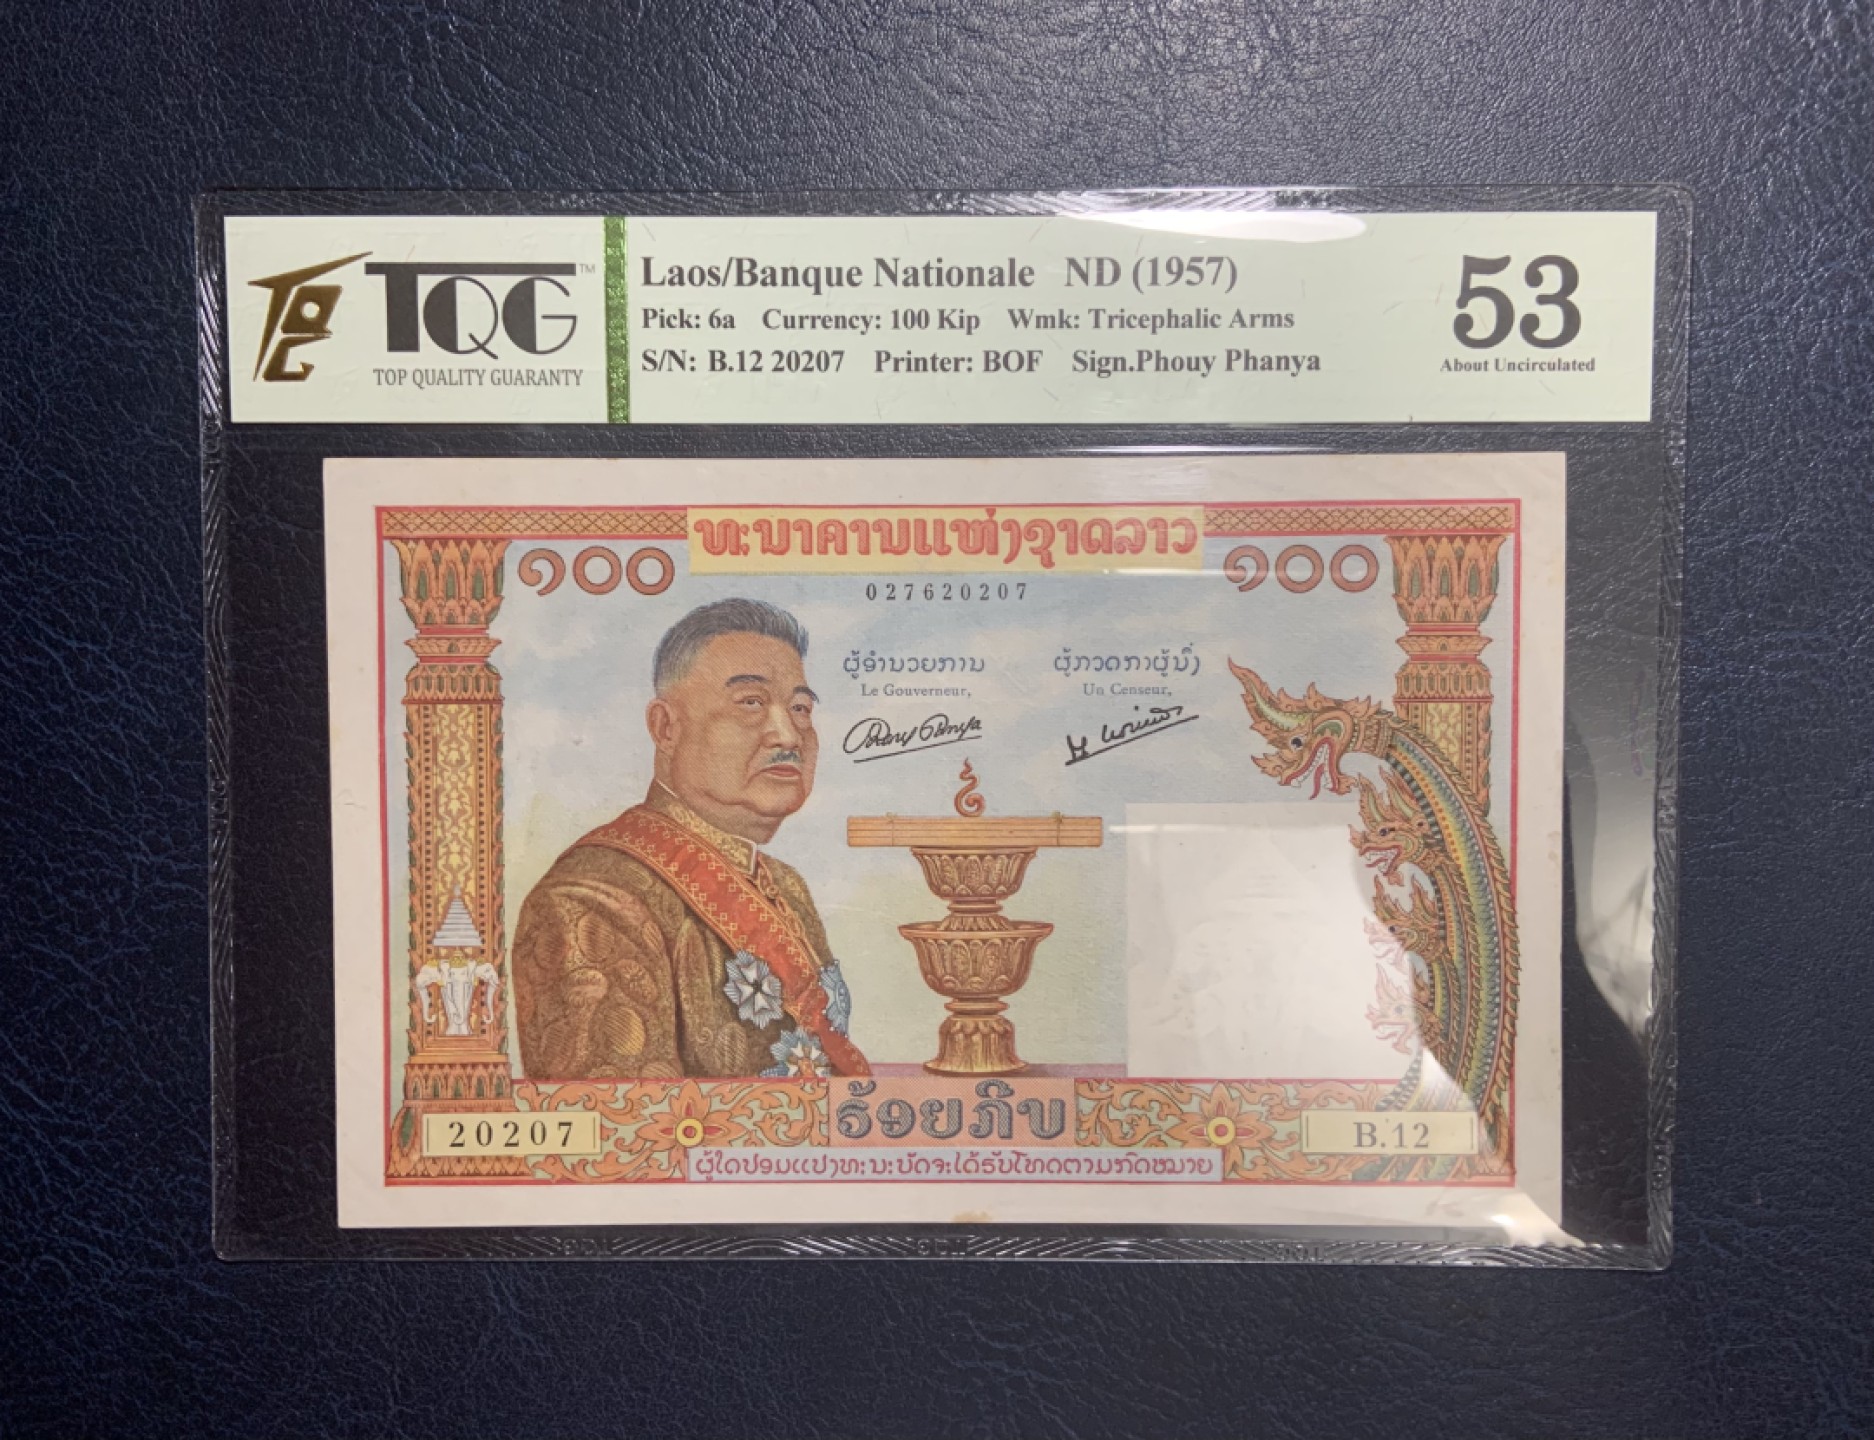 TQG™
TOP QUALITY GUARANTY
Laos/Banque Nationale ND (1957)
Pick: 6a Currency: 100 Kip Wmk: Tricephalic Arms
S/N: B.12 20207 Printer: BOF Sign.Phouy Phanya
53
About Uncirculated
ທະນາຄານແຫ່ງຊາດລາວ
໑໐໐
໑໐໐
027620207
ຜູ້ອໍານວຍການ
Le Gouverneur,
ຜູ້ກວດກາຜູ້ນຶ່ງ
Un Censeur,
ຮ້ອຍກີບ
20207
B.12
ຜູ້ໃດປອມແປງທະນະບັດຈະໄດ້ຮັບໂທດຕາມກົດໝາຍ